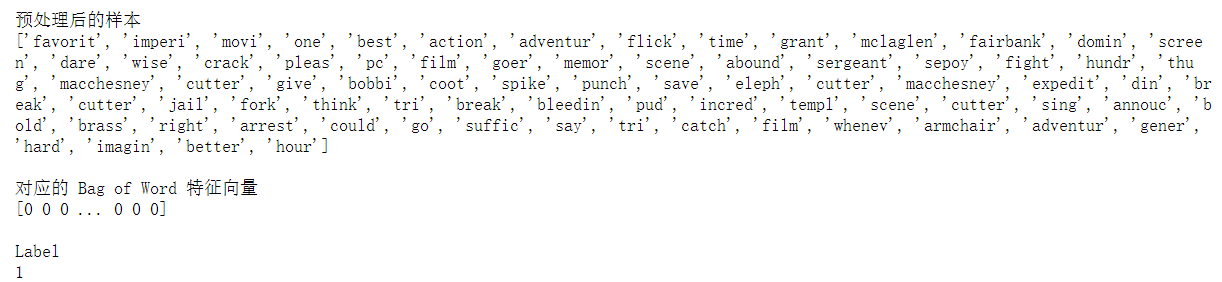 预处理后的样本
['favorit', 'imperi', 'movi', 'one', 'best', 'action', 'adventur', 'flick', 'time', 'grant', 'mclaglen', 'fairbank', 'domin', 'scree
n', 'dare', 'wise', 'crack', 'pleas', 'pc', 'film', 'goer', 'memor', 'scene', 'abound', 'sergeant', 'sepoy', 'fight', 'hundr', 'thu
g', 'macchesney', 'cutter', 'give', 'bobbi', 'coot', 'spike', 'punch', 'save', 'eleph', 'cutter', 'macchesney', 'expedit', 'din', 'br
eak', 'cutter', 'jail', 'fork', 'think', 'tri', 'break', 'bleedin', 'pud', 'incred', 'templ', 'scene', 'cutter', 'sing', 'annouc', 'b
old', 'brass', 'right', 'arrest', 'could', 'go', 'suffic', 'say', 'tri', 'catch', 'film', 'whenev', 'armchair', 'adventur', 'gener',
'hard', 'imagin', 'better', 'hour']
对应的 Bag of Word 特征向量
[0 0 0 ... 0 0 0]
Label
1